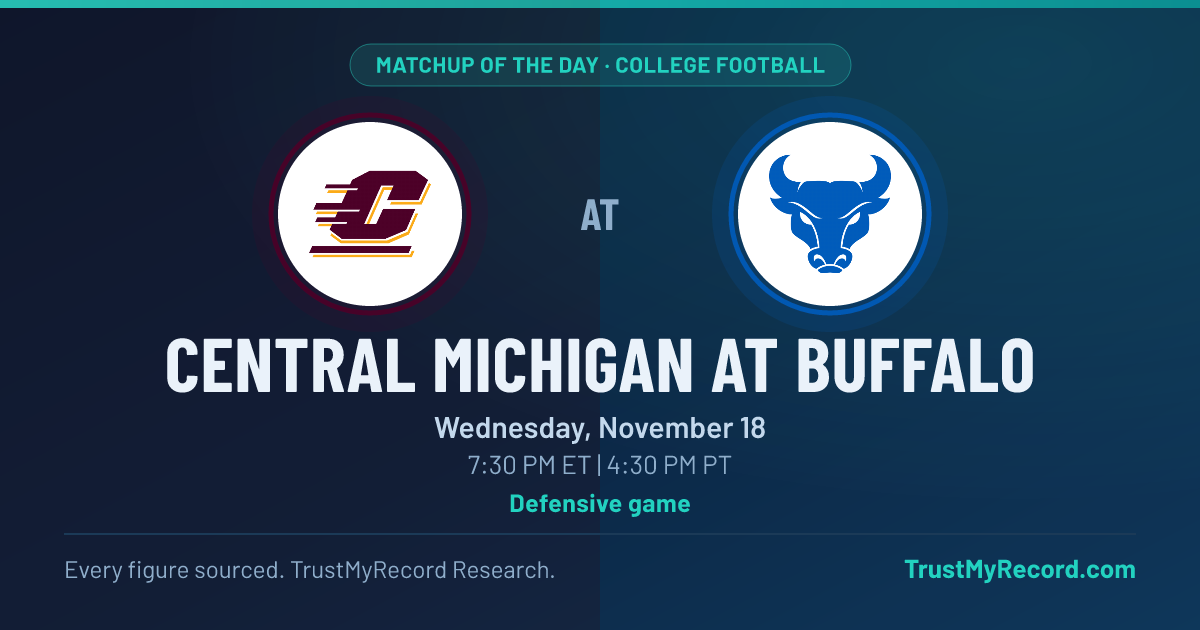 MATCHUP OF THE DAY · COLLEGE FOOTBALL
C
AT
CENTRAL MICHIGAN AT BUFFALO
Wednesday, November 18
7:30 PM ET | 4:30 PM PT
Defensive game
Every figure sourced. TrustMyRecord Research.
TrustMyRecord.com